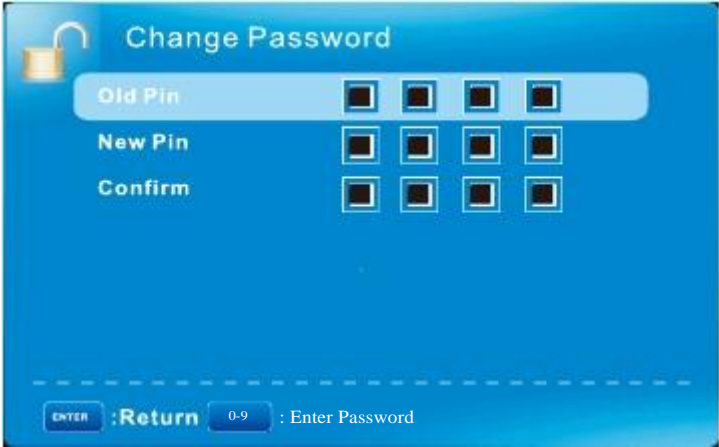 Change Password
Old Pin
New Pin
Confirm
ENTER :Return 0-9 : Enter Password